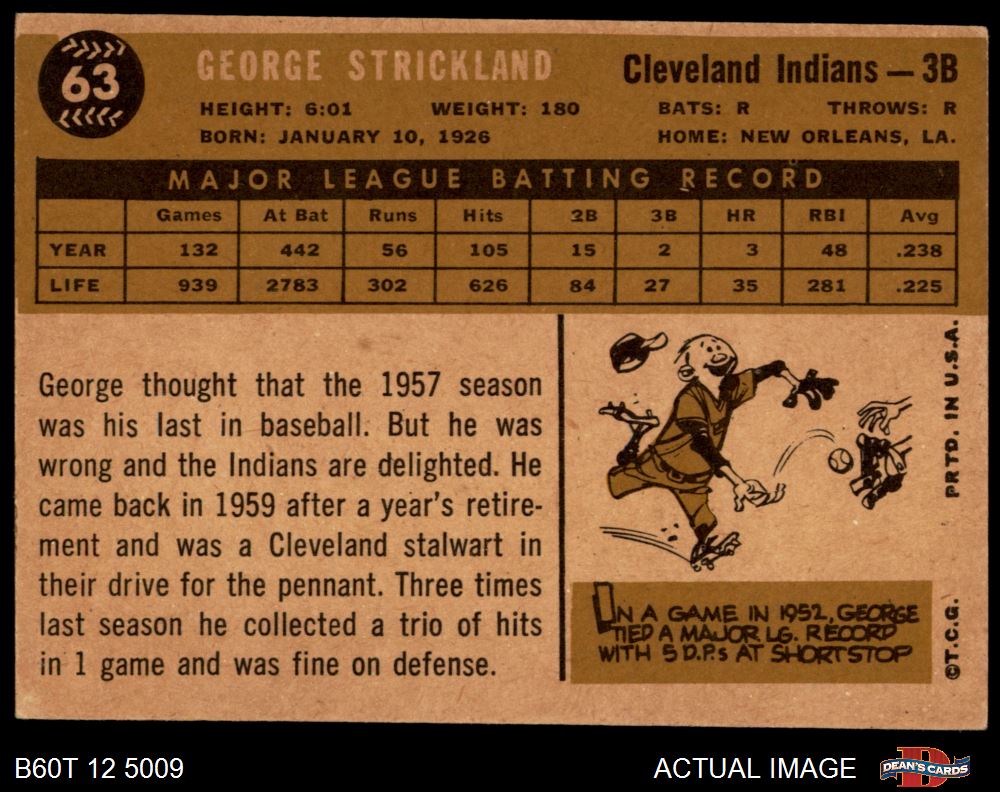 63
GEORGE STRICKLAND
Cleveland Indians — 3B
HEIGHT: 6:01 WEIGHT: 180 BATS: R THROWS: R
BORN: JANUARY 10, 1926 HOME: NEW ORLEANS, LA.
MAJOR LEAGUE BATTING RECORD
Games At Bat Runs Hits 2B 3B HR RBI Avg
YEAR 132 442 56 105 15 2 3 48 .238
LIFE 939 2783 302 626 84 27 35 281 .225
George thought that the 1957 season
was his last in baseball. But he was
wrong and the Indians are delighted. He
came back in 1959 after a year's retire-
ment and was a Cleveland stalwart in
their drive for the pennant. Three times
last season he collected a trio of hits
in 1 game and was fine on defense.
IN A GAME IN 1952, GEORGE
TIED A MAJOR LG. RECORD
WITH 5 D.P.s AT SHORTSTOP
©T.C.G. PRTD. IN U.S.A.
B60T 12 5009
ACTUAL IMAGE
D
DEAN'S CARDS